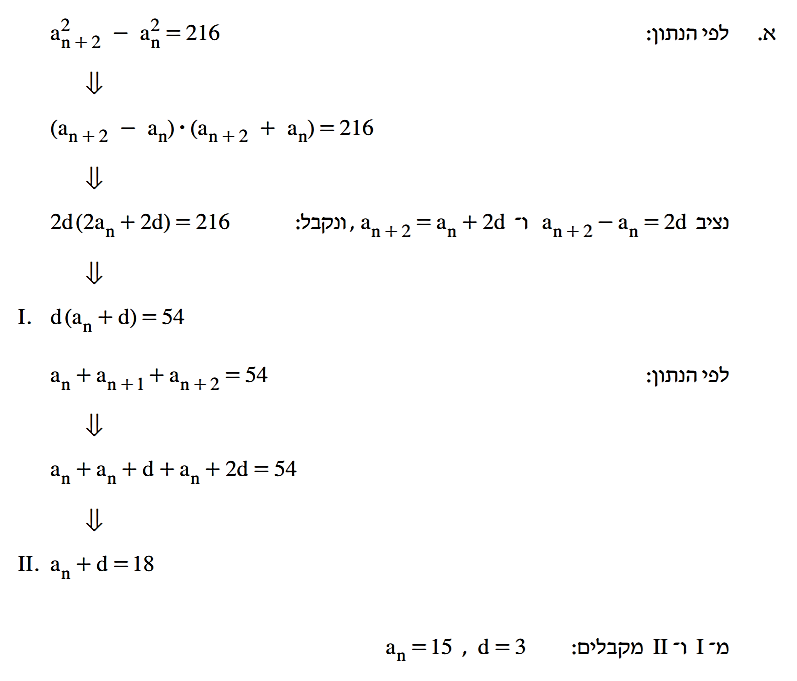 א. לפי הנתון: a²ₙ₊₂ − a²ₙ = 216
⇓
(aₙ₊₂ − aₙ)·(aₙ₊₂ + aₙ) = 216
⇓
נציב aₙ₊₂ − aₙ = 2d ו־ aₙ₊₂ = aₙ + 2d, ונקבל: 2d(2aₙ + 2d) = 216
⇓
I. d(aₙ + d) = 54
לפי הנתון: aₙ + aₙ₊₁ + aₙ₊₂ = 54
⇓
aₙ + aₙ + d + aₙ + 2d = 54
⇓
II. aₙ + d = 18
מ־ I ו־ II מקבלים: aₙ = 15 , d = 3